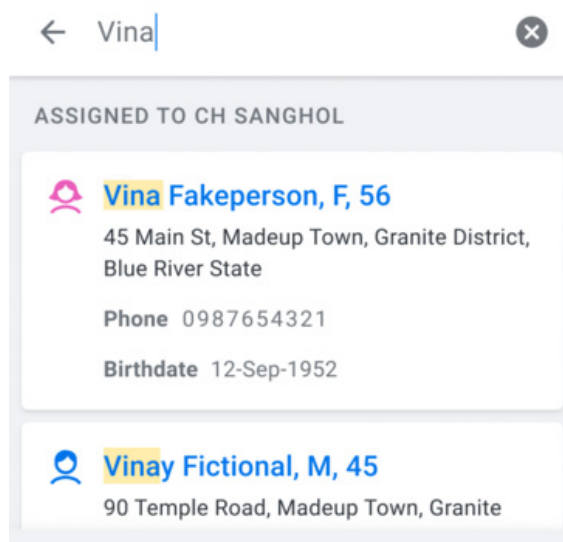 Vina
ASSIGNED TO CH SANGHOL
Vina Fakeperson, F, 56
45 Main St, Madeup Town, Granite District,
Blue River State
Phone 0987654321
Birthdate 12-Sep-1952
Vinay Fictional, M, 45
90 Temple Road, Madeup Town, Granite